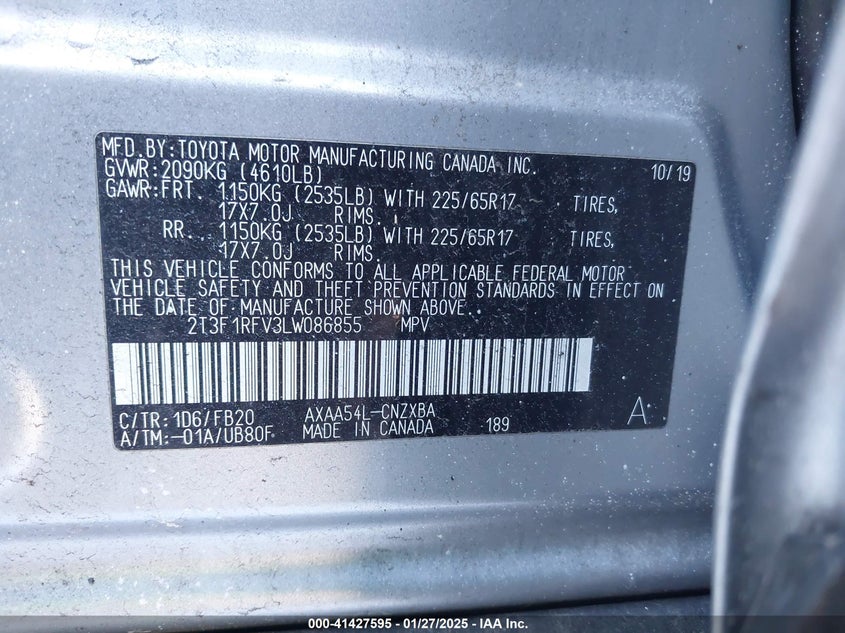 MFD.BY:TOYOTA MOTOR MANUFACTURING CANADA INC. 10/19
GVWR:2090KG (4610LB)
GAWR:FRT. 1150KG (2535LB) WITH 225/65R17 TIRES,
17X7.0J RIMS.
RR. 1150KG (2535LB) WITH 225/65R17 TIRES,
17X7.0J RIMS.
THIS VEHICLE CONFORMS TO ALL APPLICABLE FEDERAL MOTOR
VEHICLE SAFETY AND THEFT PREVENTION STANDARDS IN EFFECT ON
THE DATE OF MANUFACTURE SHOWN ABOVE.
2T3F1RFV3LW086855 MPV
C/TR:1D6/FB20 AXAA54L-CNZXBA A
A/TM:-01A/UB80F MADE IN CANADA 189
000-41427595 - 01/27/2025 - IAAI.COM